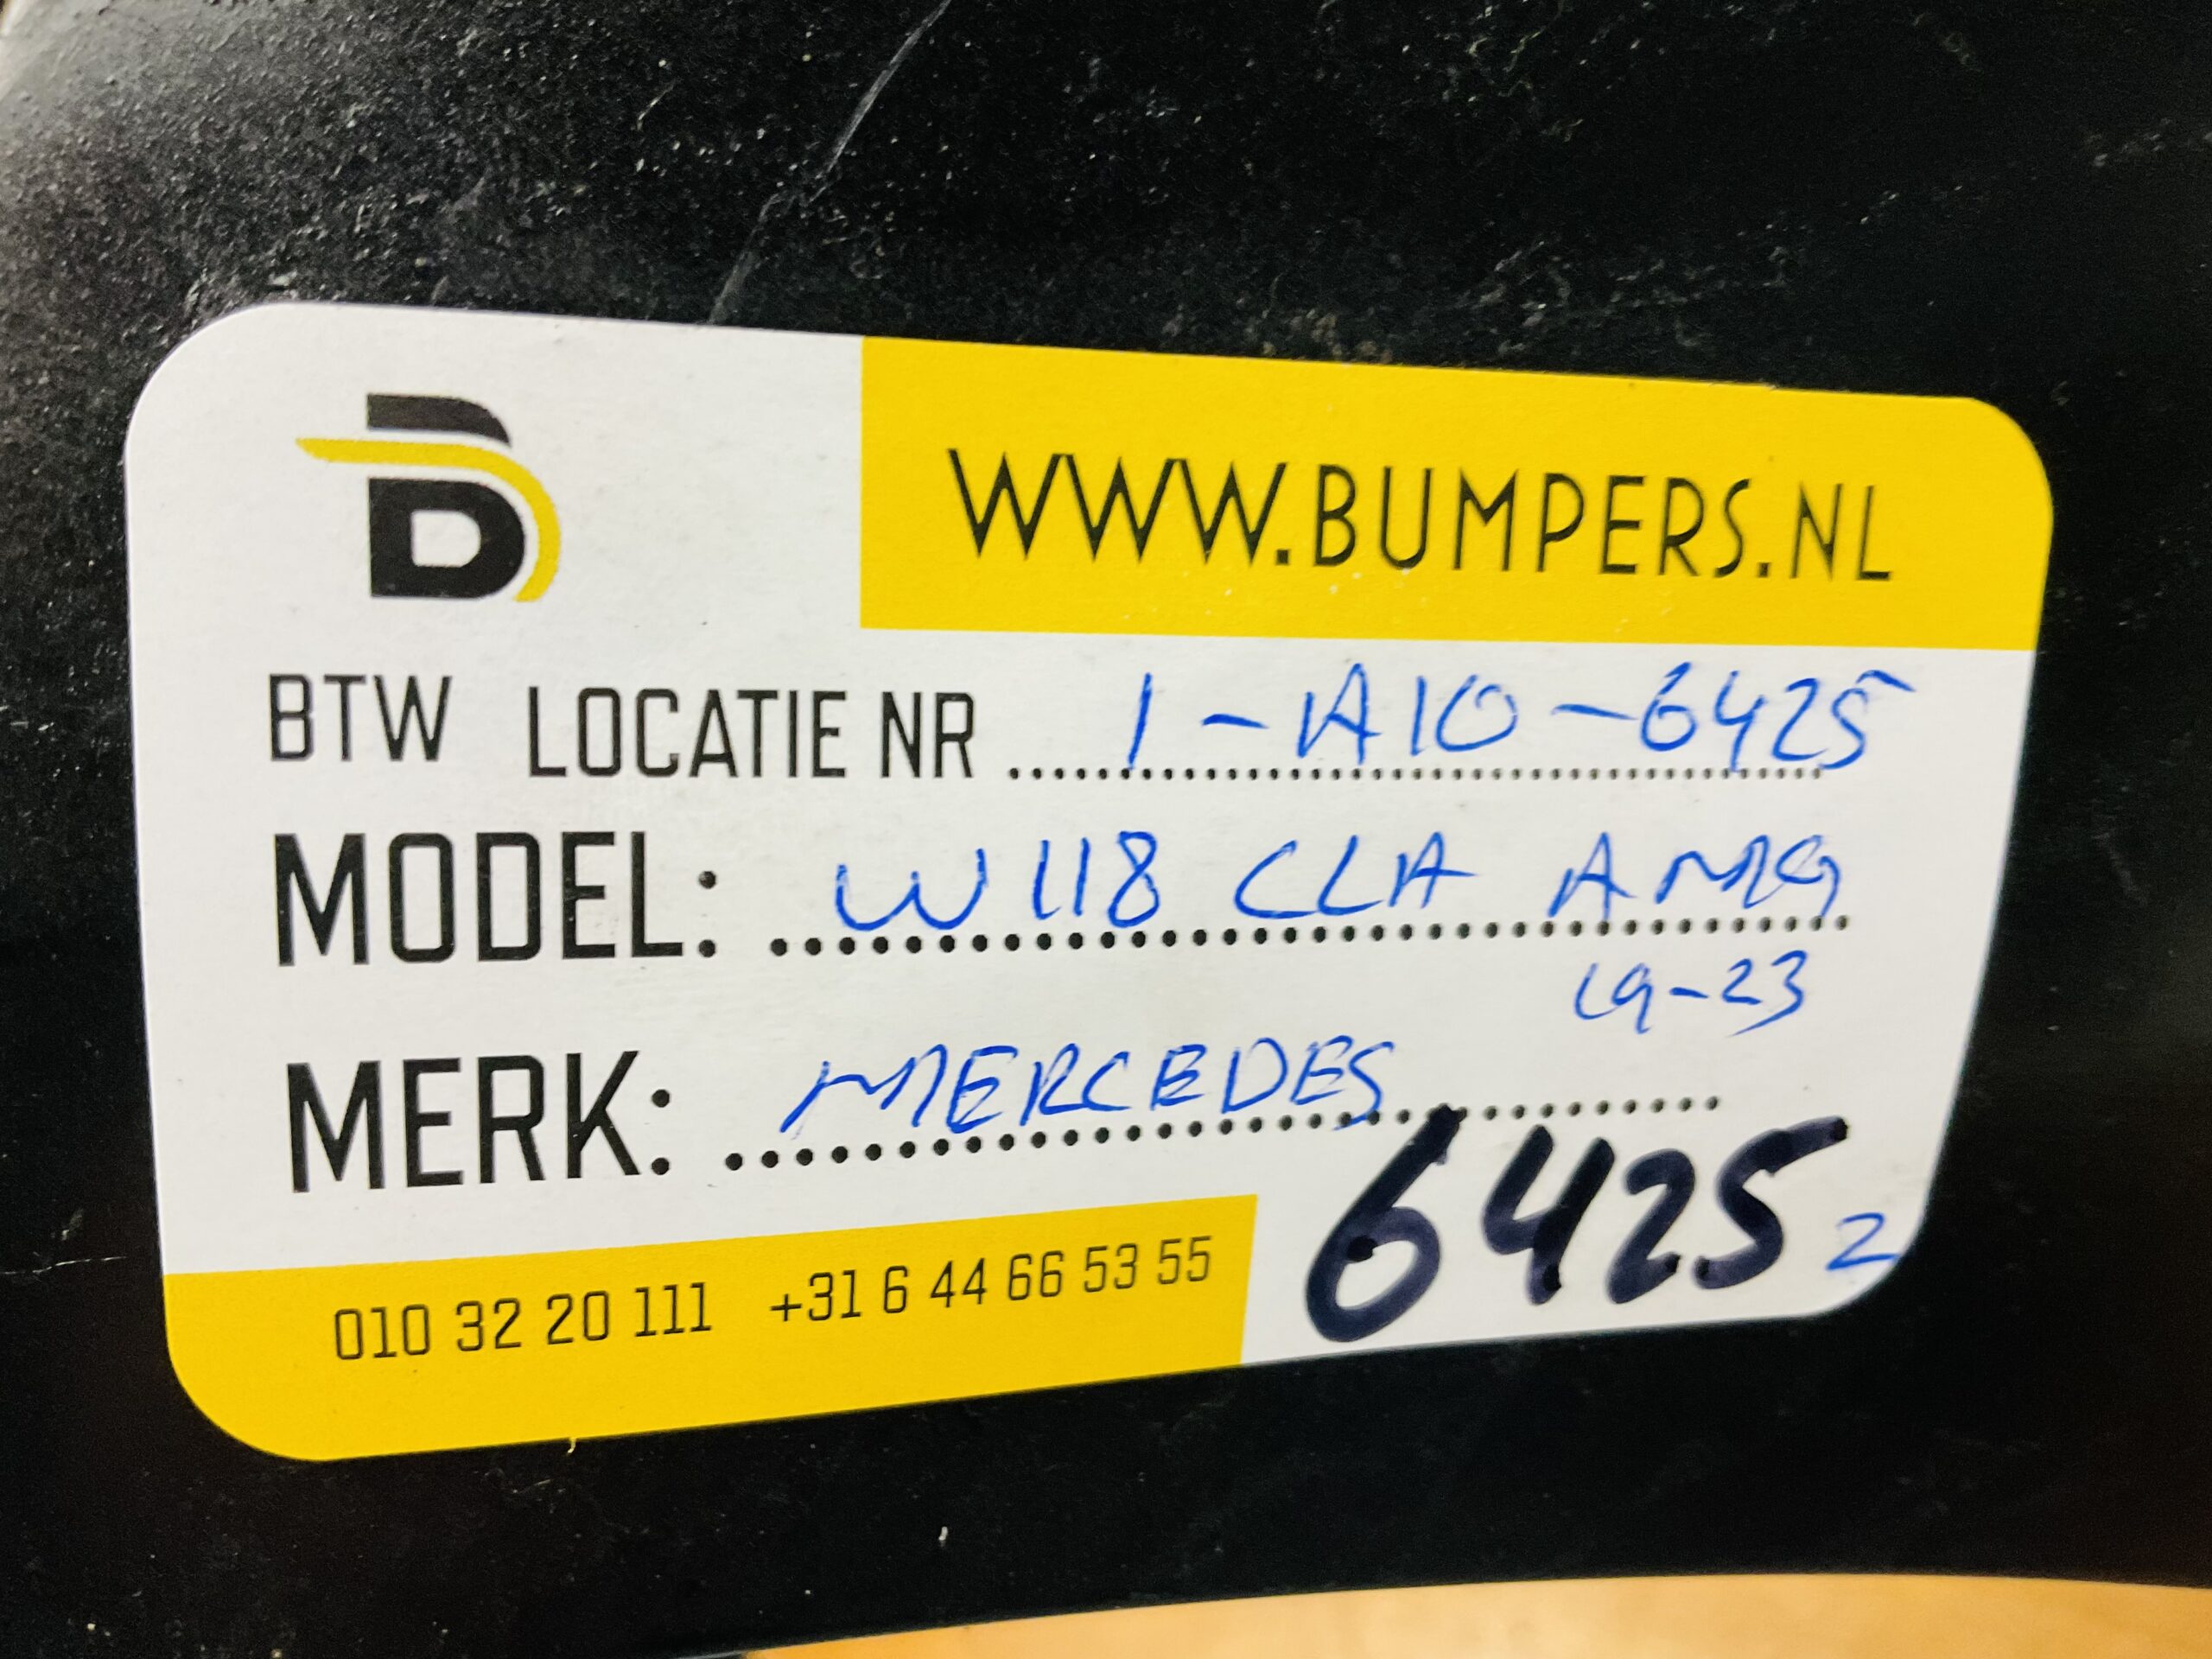 WWW.BUMPERS.NL
BTW LOCATIE NR 1-A10-6425
MODEL: W118 CLA AMG
19-23
MERK: MERCEDES
6425 2
010 32 20 111 +31 6 44 66 53 55